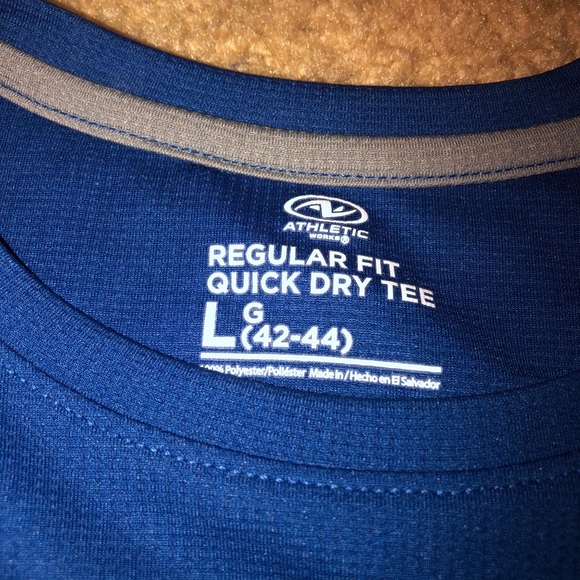 ATHLETIC
WORKS
REGULAR FIT
QUICK DRY TEE
L G
(42-44)
100% Polyester/Poliéster Made in / Hecho en El Salvador